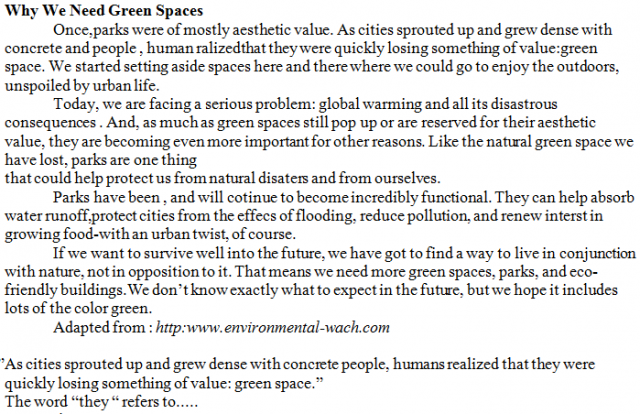 Why We Need Green Spaces
Once,parks were of mostly aesthetic value. As cities sprouted up and grew dense with
concrete and people , human ralizedthat they were quickly losing something of value:green
space. We started setting aside spaces here and there where we could go to enjoy the outdoors,
unspoiled by urban life.
Today, we are facing a serious problem: global warming and all its disastrous
consequences . And, as much as green spaces still pop up or are reserved for their aesthetic
value, they are becoming even more important for other reasons. Like the natural green space we
have lost, parks are one thing
that could help protect us from natural disaters and from ourselves.
Parks have been , and will cotinue to become incredibly functional. They can help absorb
water runoff,protect cities from the effecs of flooding, reduce pollution, and renew interst in
growing food-with an urban twist, of course.
If we want to survive well into the future, we have got to find a way to live in conjunction
with nature, not in opposition to it. That means we need more green spaces, parks, and eco-
friendly buildings.We don't know exactly what to expect in the future, but we hope it includes
lots of the color green.
Adapted from : http:www.environmental-wach.com
"As cities sprouted up and grew dense with concrete people, humans realized that they were
quickly losing something of value: green space."
The word "they " refers to.....